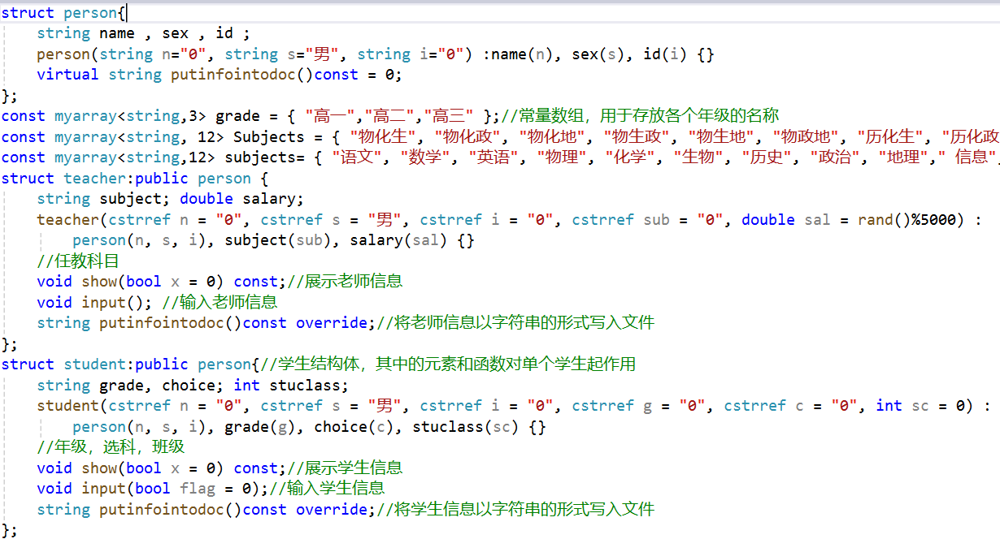 struct person{
    string name , sex , id ;
    person(string n="0", string s="男", string i="0") :name(n), sex(s), id(i) {}
    virtual string putinfointodoc()const = 0;
};
const myarray<string,3> grade = { "高一","高二","高三" };//常量数组，用于存放各个年级的名称
const myarray<string, 12> Subjects = { "物化生", "物化政", "物化地", "物生政", "物生地", "物政地", "历化生", "历化政
const myarray<string,12> subjects= { "语文", "数学", "英语", "物理", "化学", "生物", "历史", "政治", "地理"," 信息",
struct teacher:public person {
    string subject; double salary;
    teacher(cstrref n = "0", cstrref s = "男", cstrref i = "0", cstrref sub = "0", double sal = rand()%5000) :
        person(n, s, i), subject(sub), salary(sal) {}
    //任教科目
    void show(bool x = 0) const;//展示老师信息
    void input(); //输入老师信息
    string putinfointodoc()const override;//将老师信息以字符串的形式写入文件
};
struct student:public person{//学生结构体，其中的元素和函数对单个学生起作用
    string grade, choice; int stuclass;
    student(cstrref n = "0", cstrref s = "男", cstrref i = "0", cstrref g = "0", cstrref c = "0", int sc = 0) :
        person(n, s, i), grade(g), choice(c), stuclass(sc) {}
    //年级，选科，班级
    void show(bool x = 0) const;//展示学生信息
    void input(bool flag = 0);//输入学生信息
    string putinfointodoc()const override;//将学生信息以字符串的形式写入文件
};